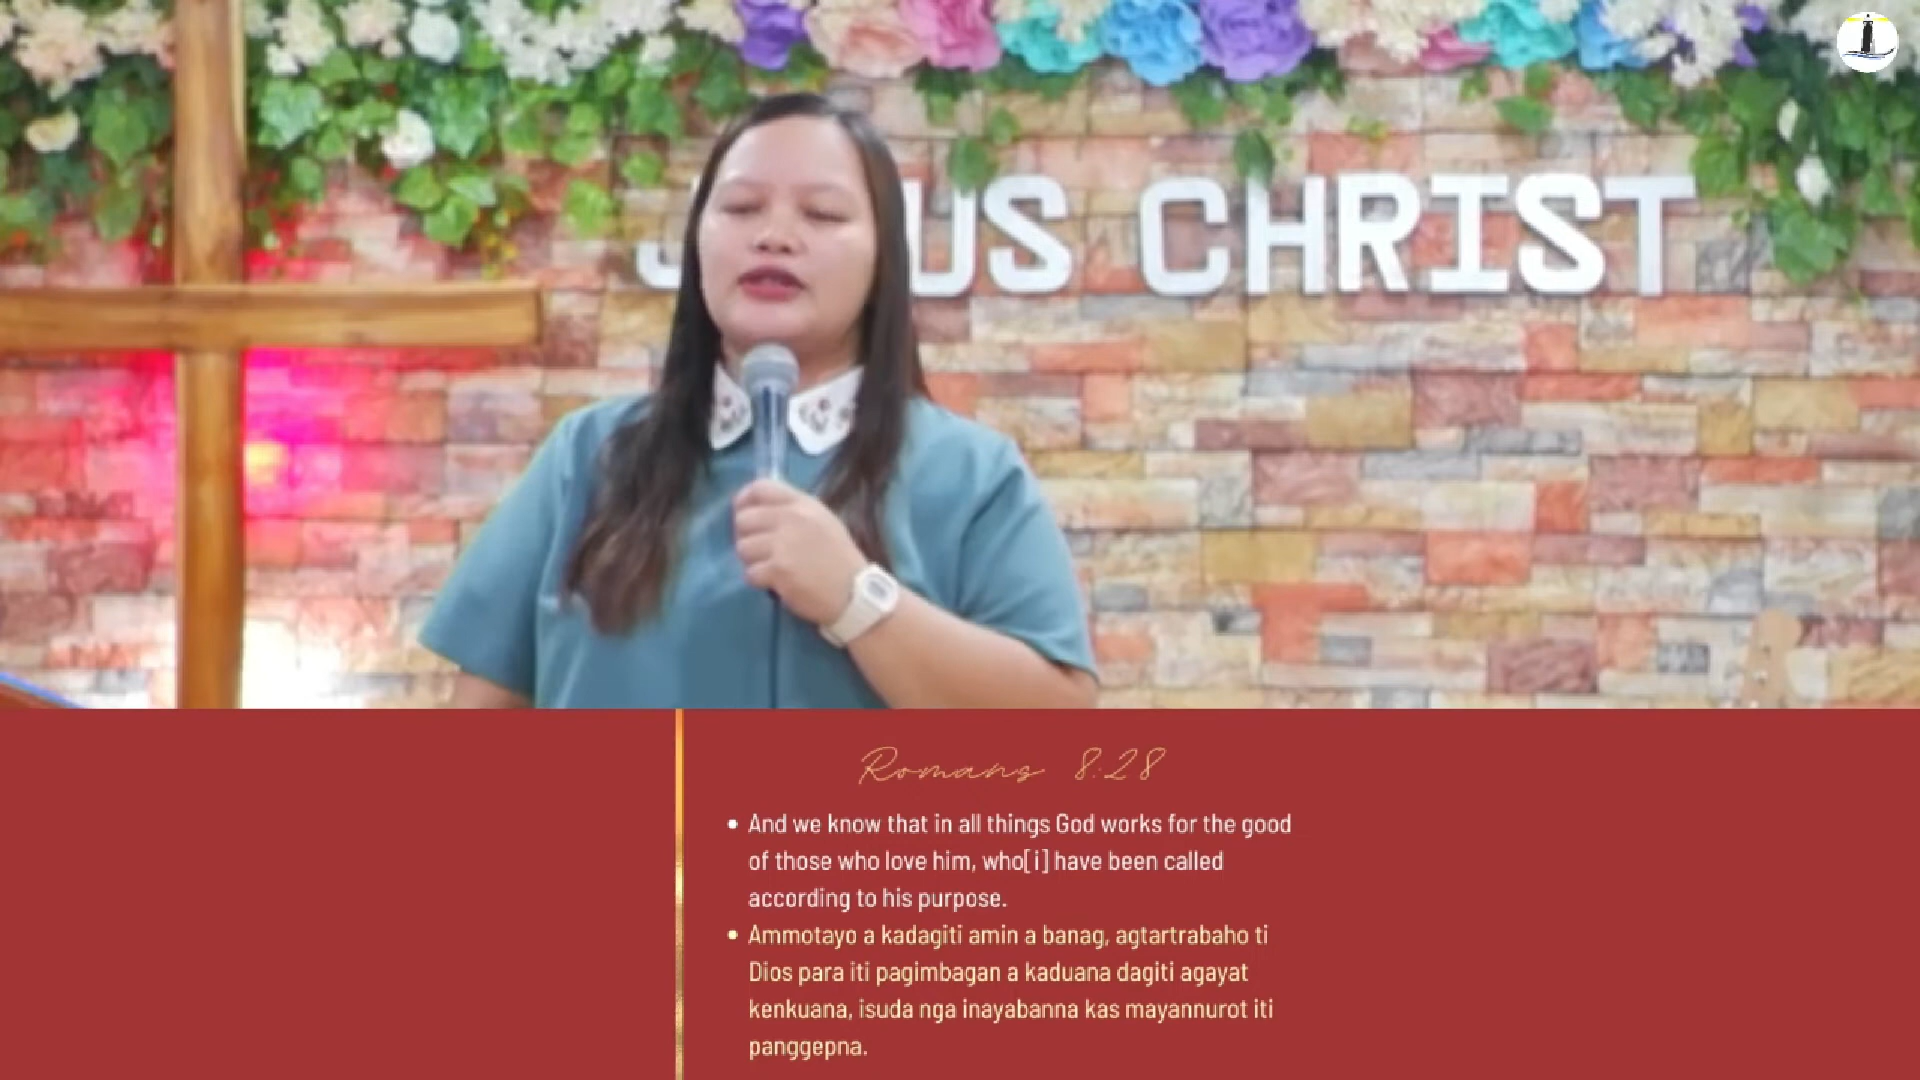 JESUS CHRIST
Romans 8:28
• And we know that in all things God works for the good
of those who love him, who[i] have been called
according to his purpose.
• Ammotayo a kadagiti amin a banag, agtartrabaho ti
Dios para iti pagimbagan a kaduana dagiti agayat
kenkuana, isuda nga inayabanna kas mayannurot iti
panggepna.